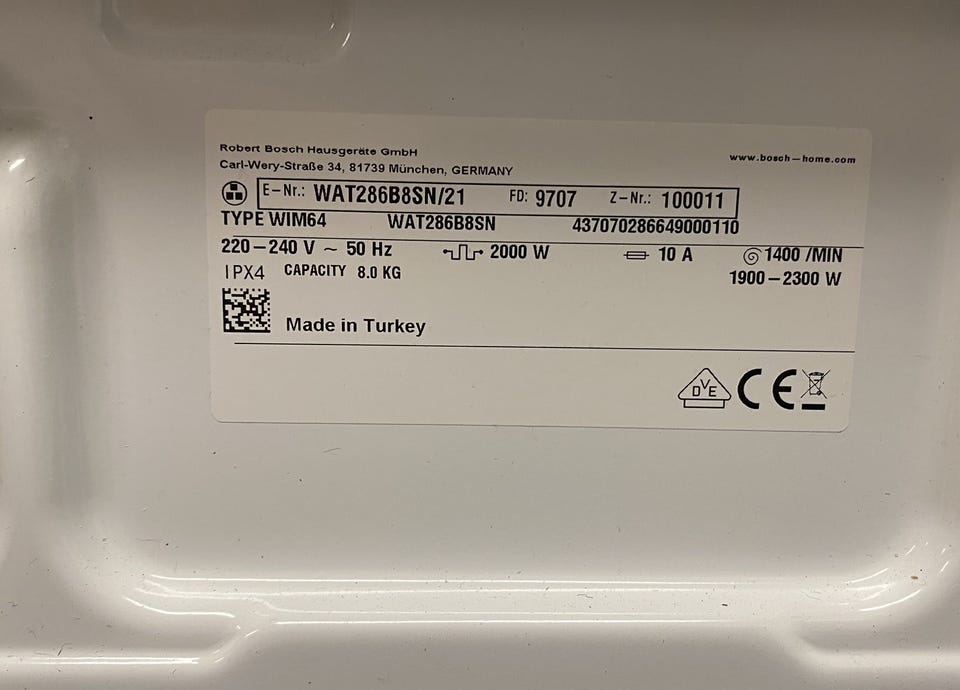 Robert Bosch Hausgeräte GmbH
Carl-Wery-Straße 34, 81739 München, GERMANY
www.bosch-home.com
E-Nr.: WAT286B8SN/21 FD: 9707 Z-Nr.: 100011
TYPE WIM64 WAT286B8SN 437070286649000110
220-240 V ~ 50 Hz 2000 W 10 A 1400 /MIN
IPX4 CAPACITY 8.0 KG 1900-2300 W
Made in Turkey
DVE CE